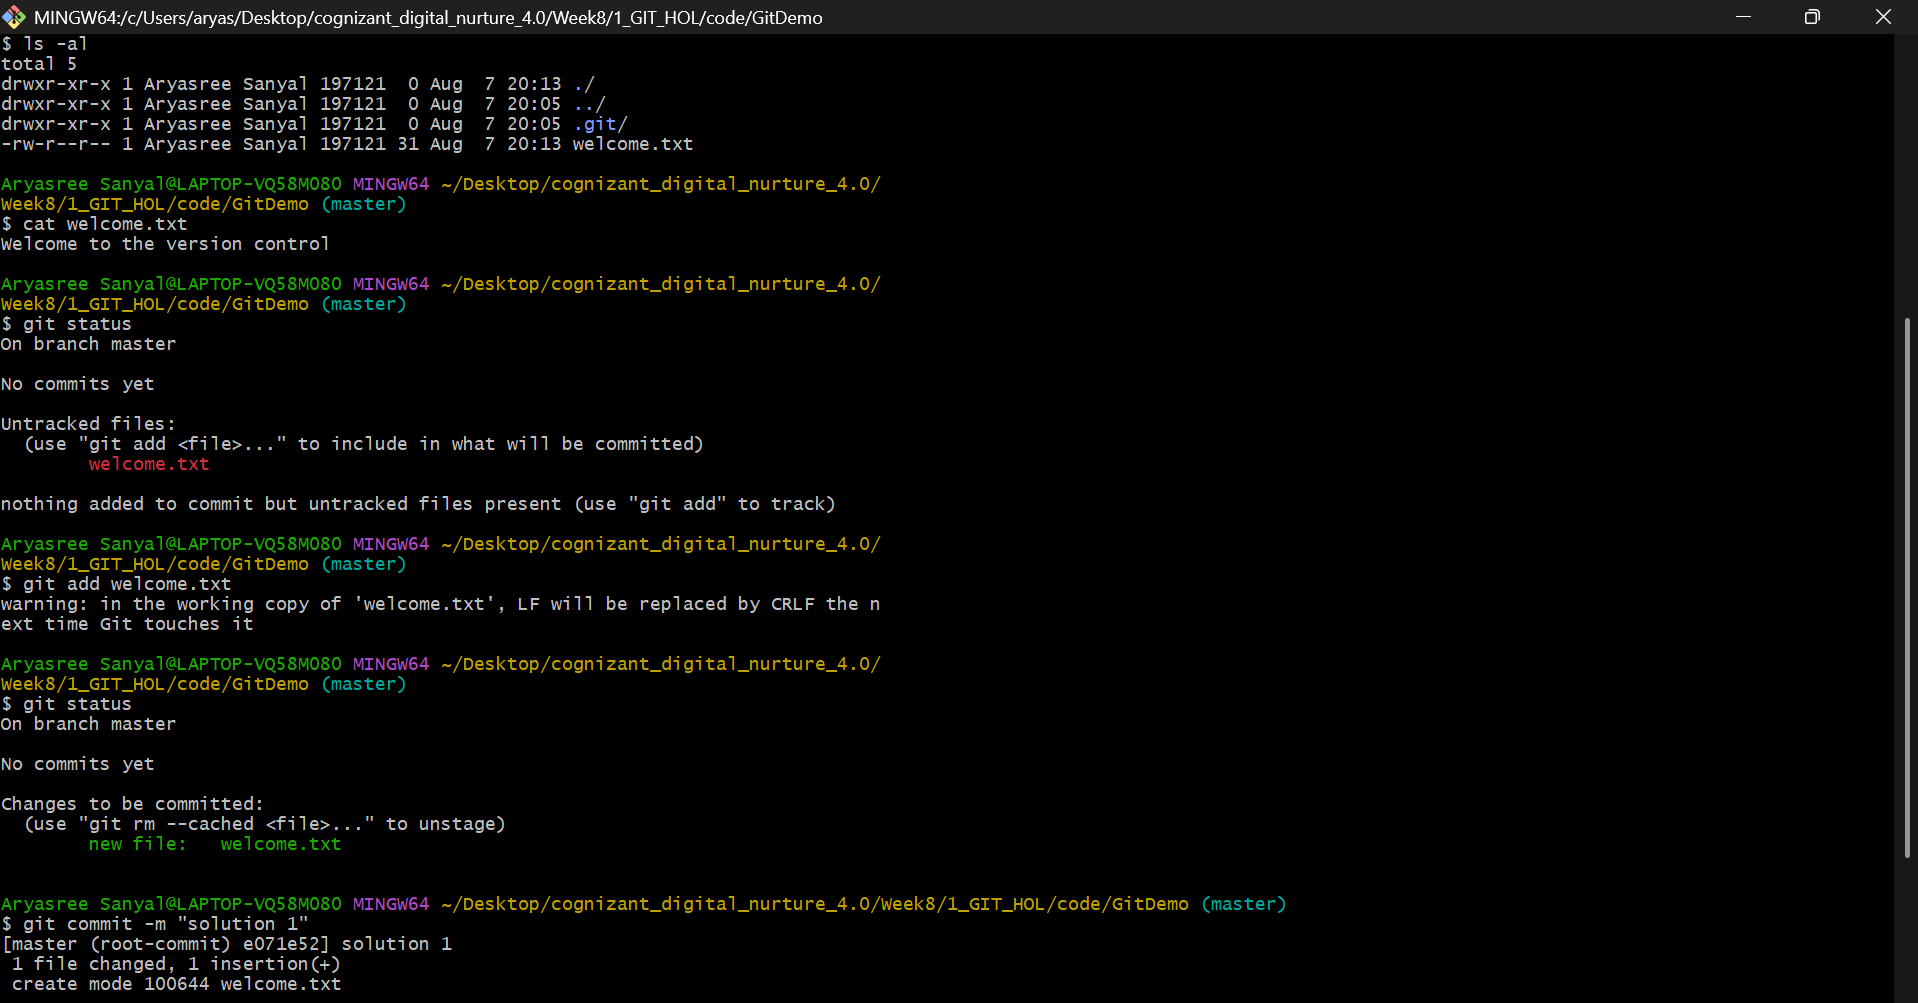 MINGW64:/c/Users/aryas/Desktop/cognizant_digital_nurture_4.0/Week8/1_GIT_HOL/code/GitDemo
$ ls -al
total 5
drwxr-xr-x 1 Aryasree Sanyal 197121  0 Aug  7 20:13 ./
drwxr-xr-x 1 Aryasree Sanyal 197121  0 Aug  7 20:05 ../
drwxr-xr-x 1 Aryasree Sanyal 197121  0 Aug  7 20:05 .git/
-rw-r--r-- 1 Aryasree Sanyal 197121 31 Aug  7 20:13 welcome.txt
Aryasree Sanyal@LAPTOP-VQ58M080 MINGW64 ~/Desktop/cognizant_digital_nurture_4.0/
Week8/1_GIT_HOL/code/GitDemo (master)
$ cat welcome.txt
Welcome to the version control
Aryasree Sanyal@LAPTOP-VQ58M080 MINGW64 ~/Desktop/cognizant_digital_nurture_4.0/
Week8/1_GIT_HOL/code/GitDemo (master)
$ git status
On branch master
No commits yet
Untracked files:
  (use "git add <file>..." to include in what will be committed)
        welcome.txt
nothing added to commit but untracked files present (use "git add" to track)
Aryasree Sanyal@LAPTOP-VQ58M080 MINGW64 ~/Desktop/cognizant_digital_nurture_4.0/
Week8/1_GIT_HOL/code/GitDemo (master)
$ git add welcome.txt
warning: in the working copy of 'welcome.txt', LF will be replaced by CRLF the n
ext time Git touches it
Aryasree Sanyal@LAPTOP-VQ58M080 MINGW64 ~/Desktop/cognizant_digital_nurture_4.0/
Week8/1_GIT_HOL/code/GitDemo (master)
$ git status
On branch master
No commits yet
Changes to be committed:
  (use "git rm --cached <file>..." to unstage)
        new file:   welcome.txt
Aryasree Sanyal@LAPTOP-VQ58M080 MINGW64 ~/Desktop/cognizant_digital_nurture_4.0/Week8/1_GIT_HOL/code/GitDemo (master)
$ git commit -m "solution 1"
[master (root-commit) e071e52] solution 1
 1 file changed, 1 insertion(+)
 create mode 100644 welcome.txt